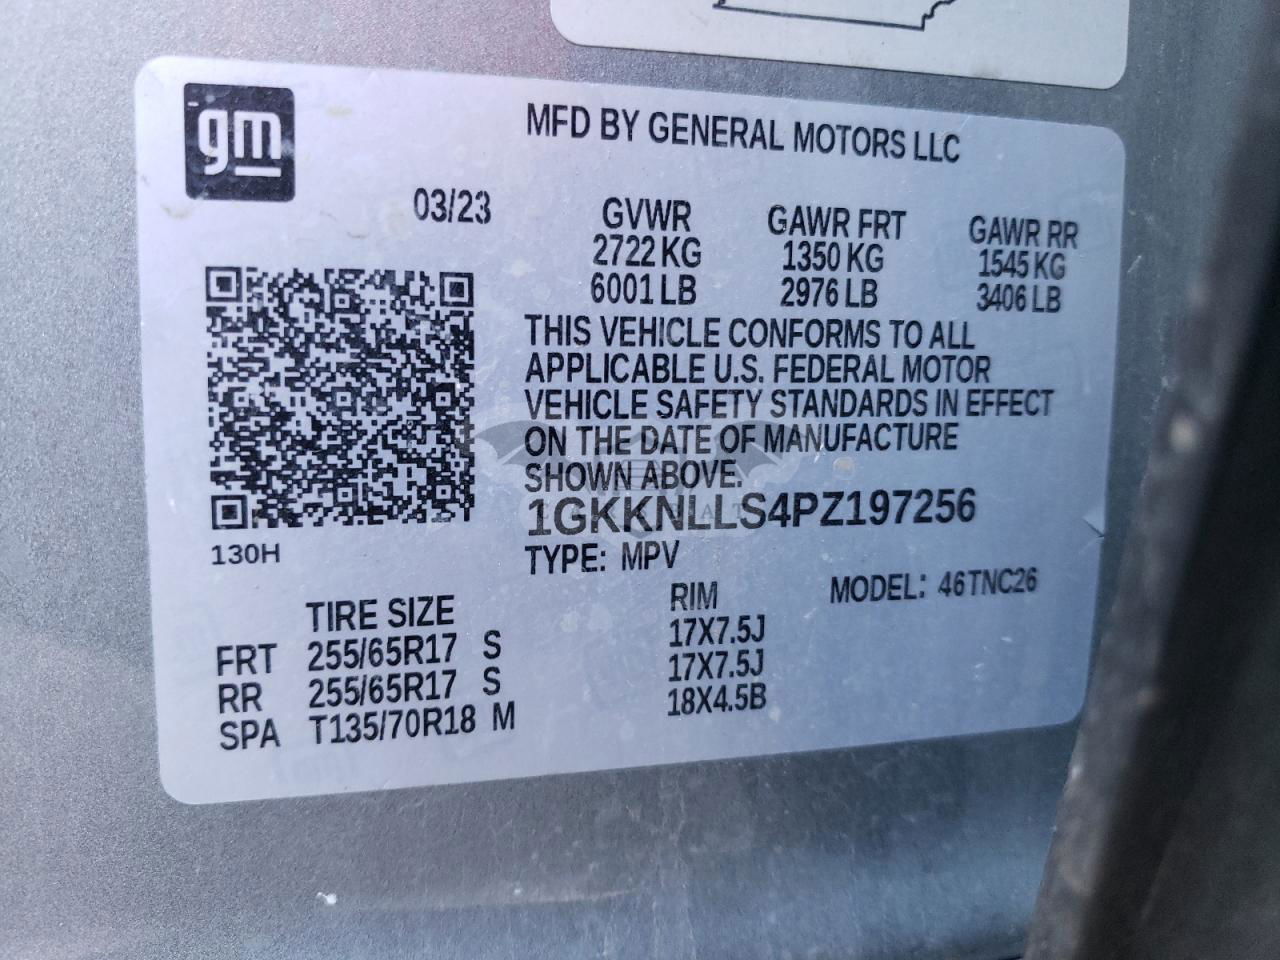 gm
MFD BY GENERAL MOTORS LLC
03/23
GVWR GAWR FRT GAWR RR
2722 KG 1350 KG 1545 KG
6001 LB 2976 LB 3406 LB
THIS VEHICLE CONFORMS TO ALL
APPLICABLE U.S. FEDERAL MOTOR
VEHICLE SAFETY STANDARDS IN EFFECT
ON THE DATE OF MANUFACTURE
SHOWN ABOVE.
1GKKNLLS4PZ197256
130H
TYPE: MPV
MODEL: 46TNC26
TIRE SIZE RIM
FRT 255/65R17 S 17X7.5J
RR 255/65R17 S 17X7.5J
SPA T135/70R18 M 18X4.5B